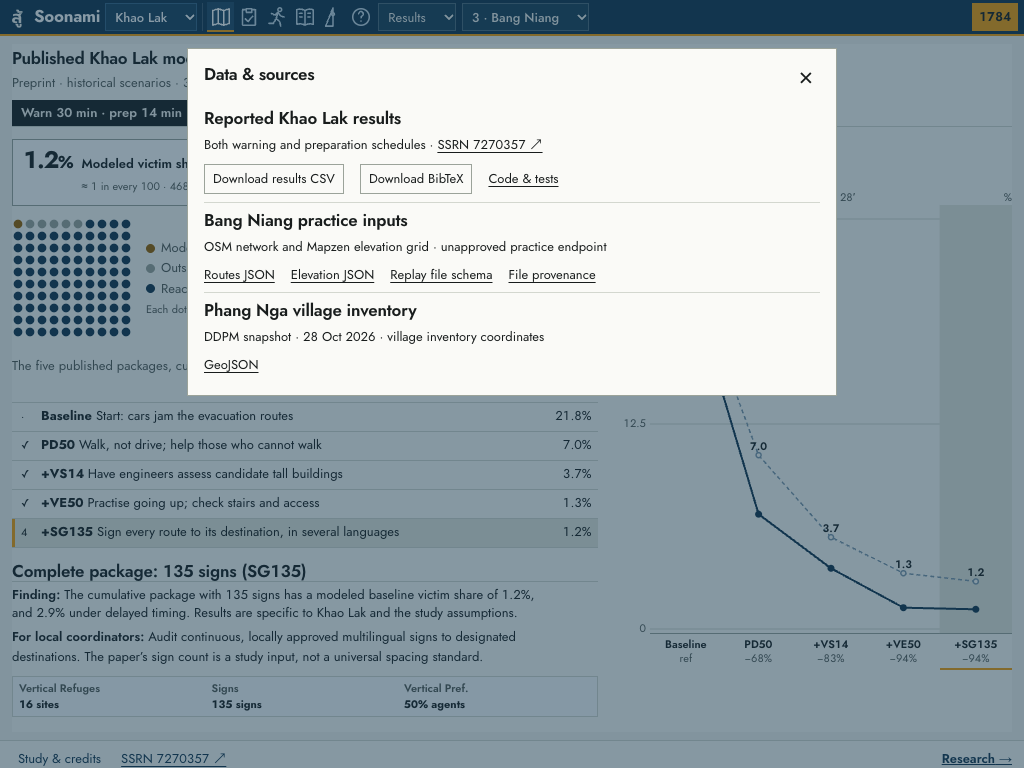 สู้ Soonami Khao Lak Results 3 · Bang Niang 1784
Published Khao Lak mo
Preprint · historical scenarios · 3
Warn 30 min · prep 14 min
1.2% Modeled victim sh
≈ 1 in every 100 · 468
Mod
Outs
Reac
Each dot
The five published packages, cu
Data & sources ✕
Reported Khao Lak results
Both warning and preparation schedules · SSRN 7270357 ↗
Download results CSV Download BibTeX Code & tests
Bang Niang practice inputs
OSM network and Mapzen elevation grid · unapproved practice endpoint
Routes JSON Elevation JSON Replay file schema File provenance
Phang Nga village inventory
DDPM snapshot · 28 Oct 2026 · village inventory coordinates
GeoJSON
· Baseline Start: cars jam the evacuation routes 21.8%
✓ PD50 Walk, not drive; help those who cannot walk 7.0%
✓ +VS14 Have engineers assess candidate tall buildings 3.7%
✓ +VE50 Practise going up; check stairs and access 1.3%
4 +SG135 Sign every route to its destination, in several languages 1.2%
Complete package: 135 signs (SG135)
Finding: The cumulative package with 135 signs has a modeled baseline victim share of 1.2%,
and 2.9% under delayed timing. Results are specific to Khao Lak and the study assumptions.
For local coordinators: Audit continuous, locally approved multilingual signs to designated
destinations. The paper's sign count is a study input, not a universal spacing standard.
Vertical Refuges Signs Vertical Pref.
16 sites 135 signs 50% agents
28′ %
12.5
7.0
3.7
1.3
1.2
0
Baseline PD50 +VS14 +VE50 +SG135
ref −68% −83% −94% −94%
Study & credits SSRN 7270357 ↗ Research →